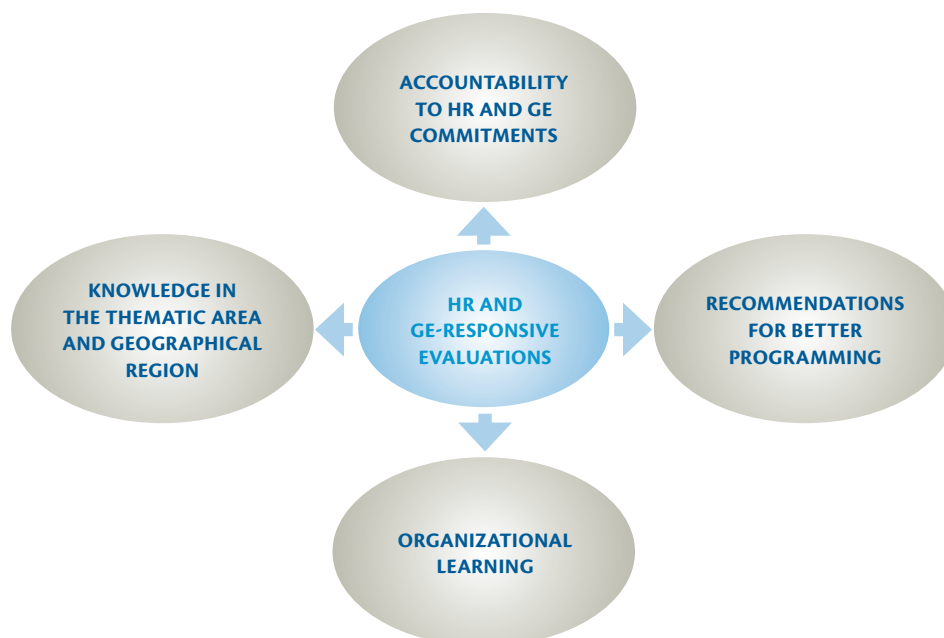 ACCOUNTABILITY
TO HR AND GE
COMMITMENTS
KNOWLEDGE IN
THE THEMATIC AREA
AND GEOGRAPHICAL
REGION
HR AND
GE-RESPONSIVE
EVALUATIONS
RECOMMENDATIONS
FOR BETTER
PROGRAMMING
ORGANIZATIONAL
LEARNING